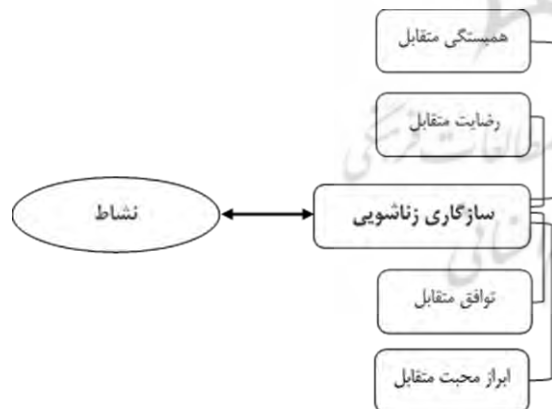 همبستگی متقابل
رضایت متقابل
سازگاری زناشویی
نشاط
توافق متقابل
ابراز محبت متقابل